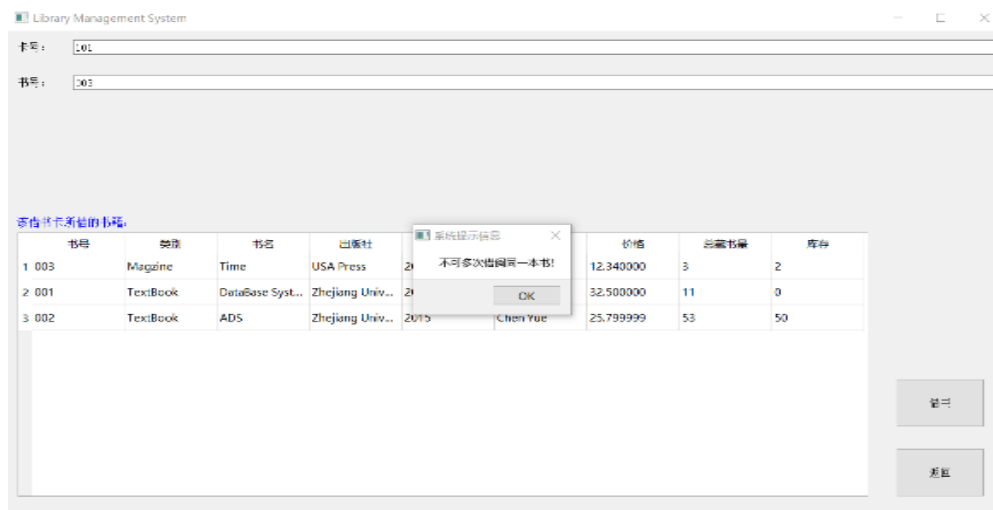 Library Management System
卡号： 101
书号： 003
该借书卡所借的书籍：
系统提示信息
不可多次借阅同一本书!
OK
书号 类别 书名 出版社 价格 总藏书量 库存
1 003 Magzine Time USA Press 12.340000 3 2
2 001 TextBook DataBase Syst... Zhejiang Univ... 32.500000 11 0
3 002 TextBook ADS Zhejiang Univ... 2015 Chen Yue 25.799999 53 50
借书
返回